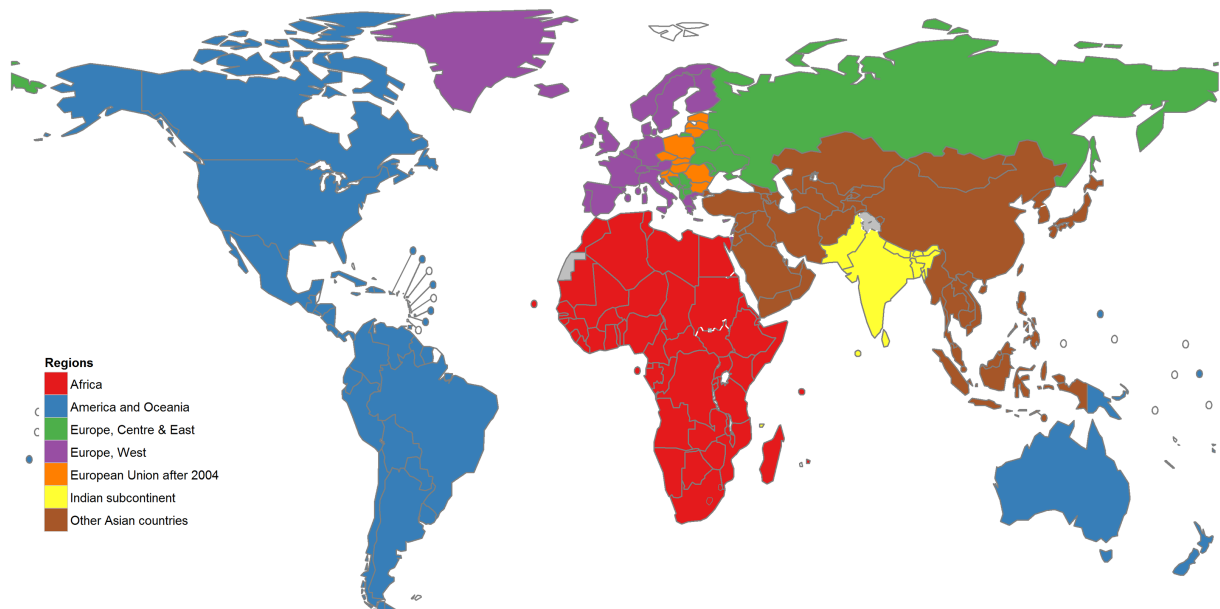 Regions
Africa
America and Oceania
Europe, Centre & East
Europe, West
European Union after 2004
Indian subcontinent
Other Asian countries